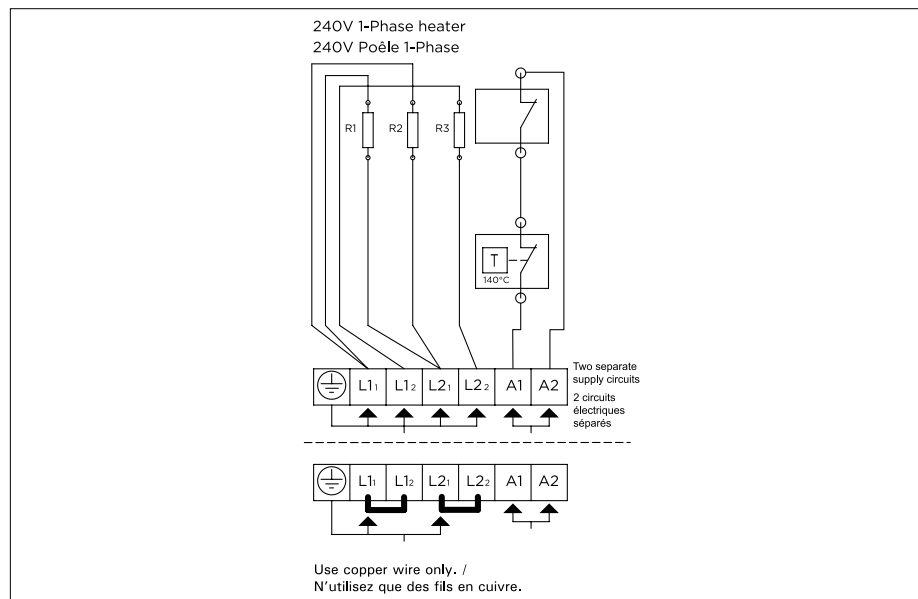 240V 1-Phase heater
240V Poêle 1-Phase
R1
R2
R3
T
140°C
L1₁ L1₂ L2₁ L2₂ A1 A2
Two separate
supply circuits
2 circuits
électriques
séparés
L1₁ L1₂ L2₁ L2₂ A1 A2
Use copper wire only. /
N'utilisez que des fils en cuivre.